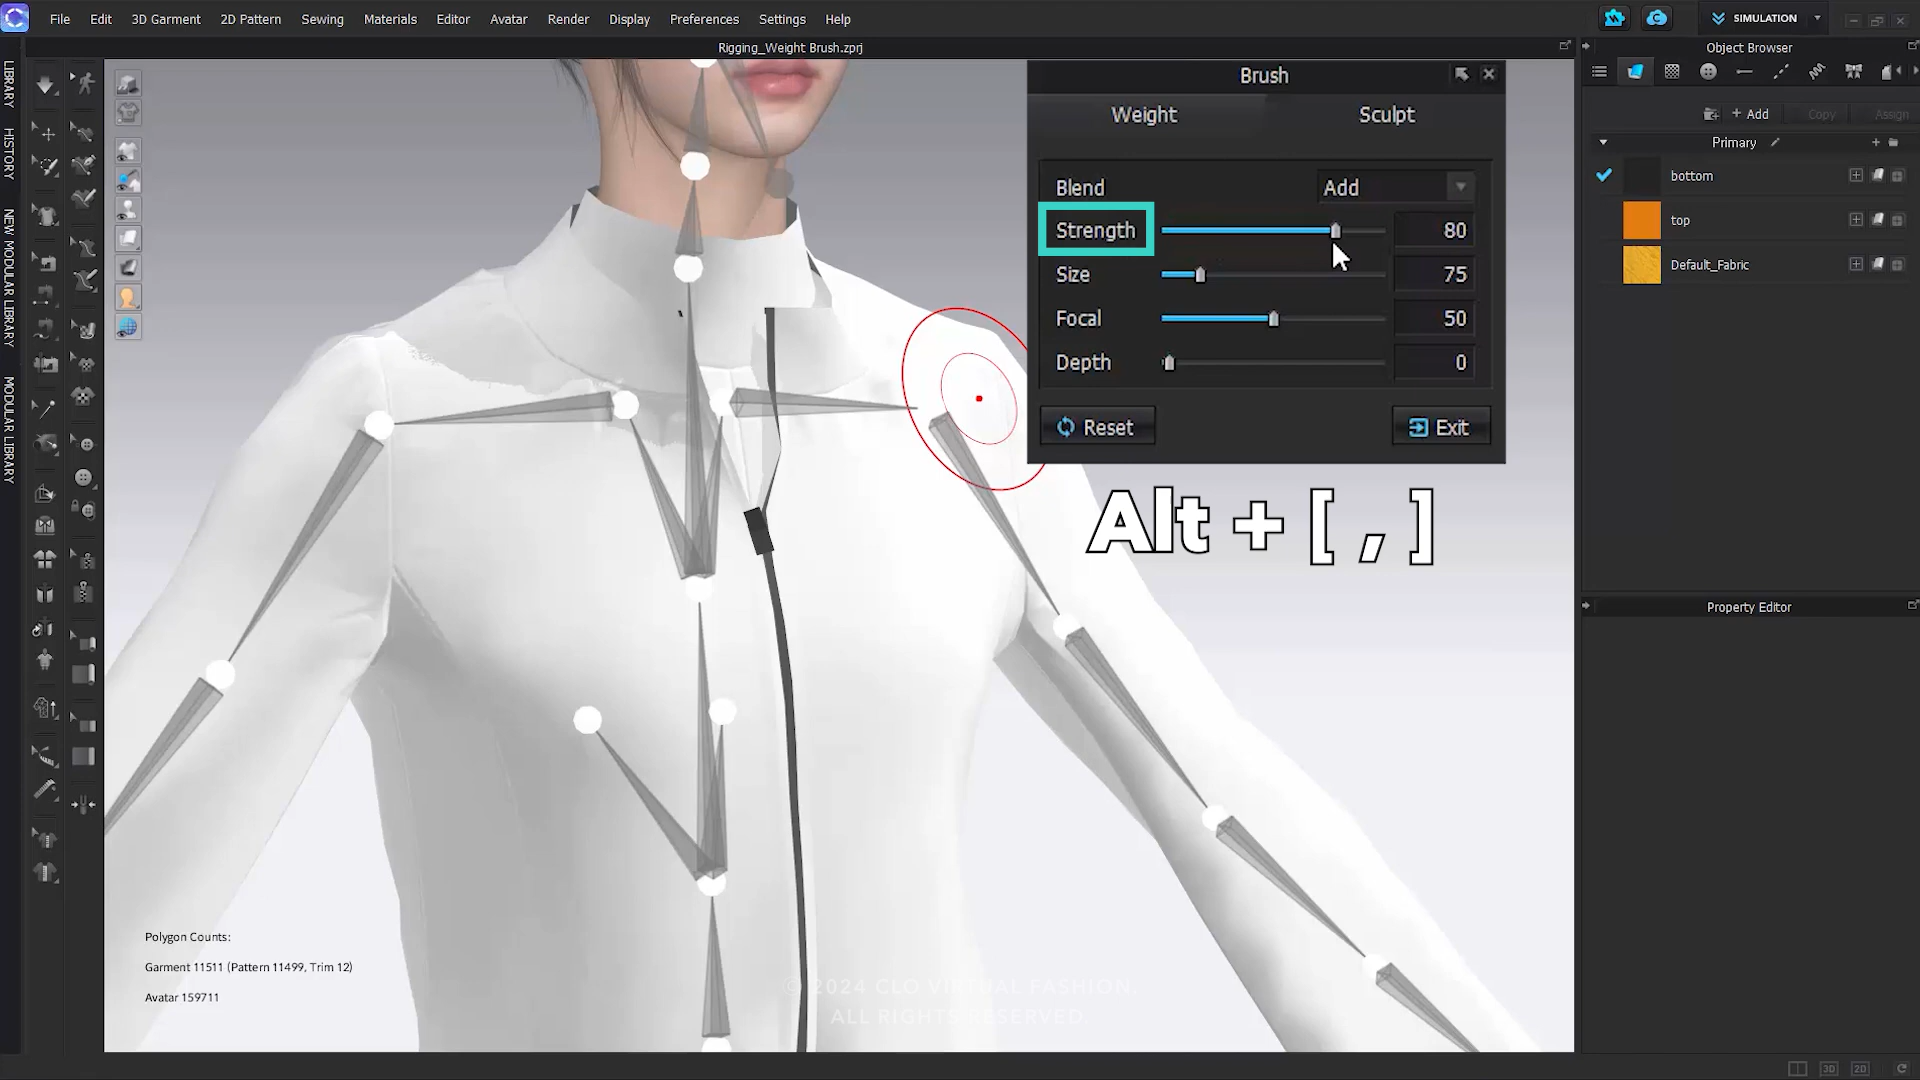 File Edit 3D Garment 2D Pattern Sewing Materials Editor Avatar Render Display Preferences Settings Help
SIMULATION
Rigging_Weight Brush.zprj
Object Browser
LIBRARY
HISTORY
NEW MODULAR LIBRARY
MODULAR LIBRARY
Brush
Weight Sculpt
Blend Add
Strength 80
Size 75
Focal 50
Depth 0
Reset Exit
Alt + [ , ]
+ Add Copy Assign
Primary
bottom
top
Default_Fabric
Property Editor
Polygon Counts:
Garment 11511 (Pattern 11499, Trim 12)
Avatar 159711
© 2024 CLO VIRTUAL FASHION.
ALL RIGHTS RESERVED.
3D 2D